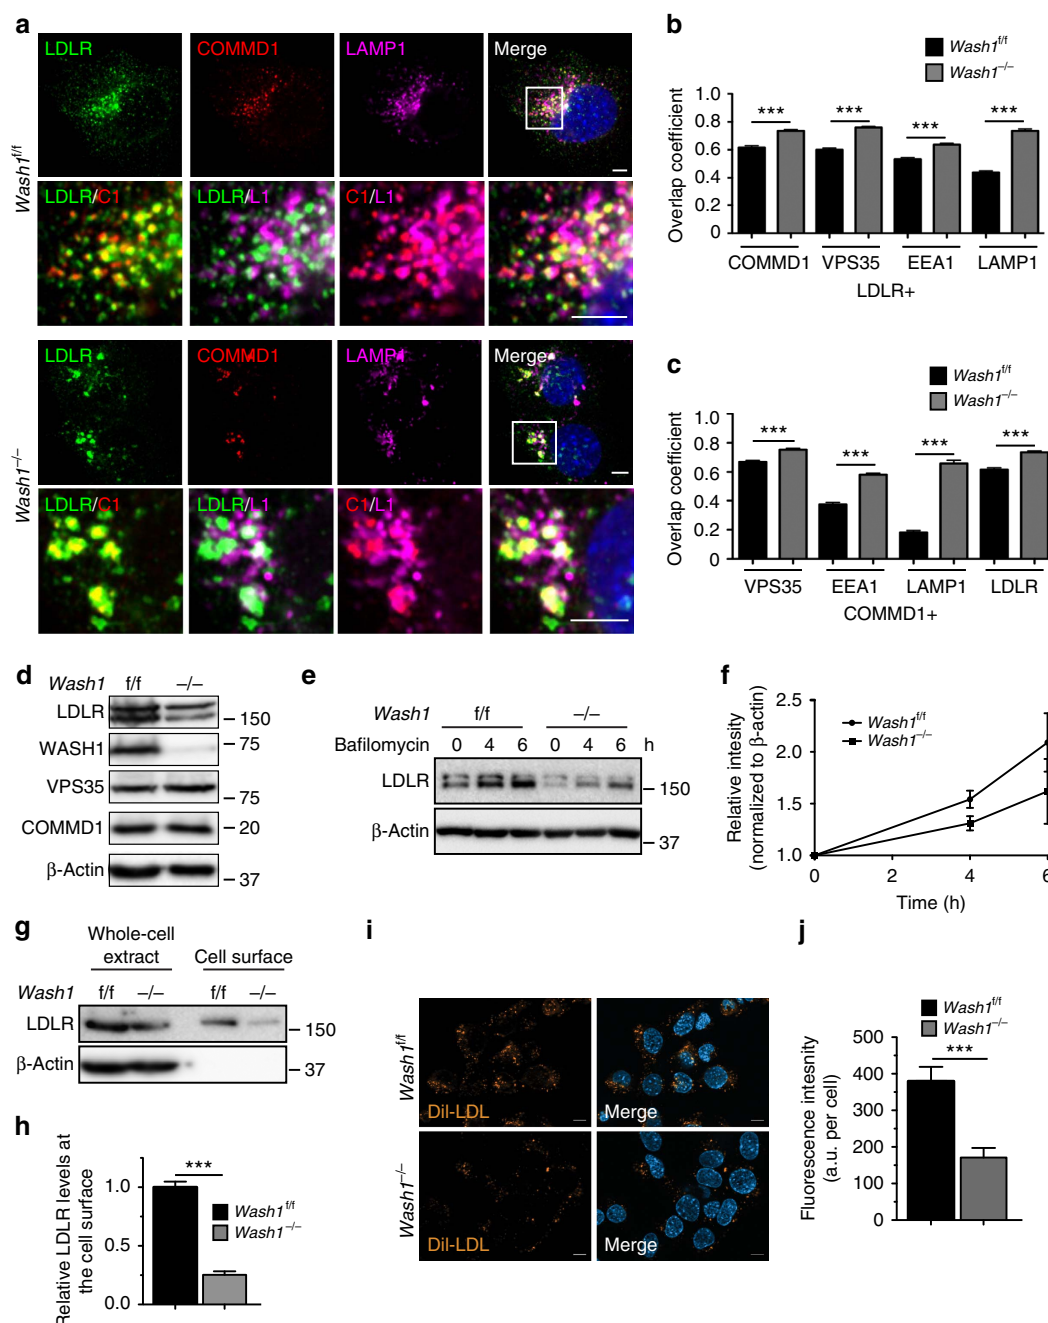 a
LDLR
COMMD1
LAMP1
Merge
Wash1f/f
LDLR/C1
LDLR/L1
C1/L1
LDLR
COMMD1
LAMP1
Merge
Wash1–/–
LDLR/C1
LDLR/L1
C1/L1
b
Wash1f/f
Wash1–/–
Overlap coefficient
1.0
0.8
0.6
0.4
0.2
0
***
***
***
***
COMMD1 VPS35 EEA1 LAMP1
LDLR+
c
Wash1f/f
Wash1–/–
Overlap coefficient
1.0
0.8
0.6
0.4
0.2
0
***
***
***
***
VPS35 EEA1 LAMP1 LDLR
COMMD1+
d
Wash1 f/f –/–
LDLR
– 150
WASH1
– 75
VPS35
– 75
COMMD1
– 20
β-Actin
– 37
e
Wash1 f/f –/–
Bafilomycin 0 4 6 0 4 6 h
LDLR
– 150
β-Actin
– 37
f
Relative intesity
(normalized to β-actin)
2.5
2.0
1.5
1.0
Wash1f/f
Wash1–/–
0 2 4 6
Time (h)
g
Whole-cell
extract
Cell surface
Wash1 f/f –/– f/f –/–
LDLR
– 150
β-Actin
– 37
h
Relative LDLR levels at
the cell surface
1.0
0.5
0.0
***
Wash1f/f
Wash1–/–
i
Wash1f/f
Dil-LDL
Merge
Wash1–/–
Dil-LDL
Merge
j
Wash1f/f
Wash1–/–
Fluorescence intesnity
(a.u. per cell)
500
400
300
200
100
0
***